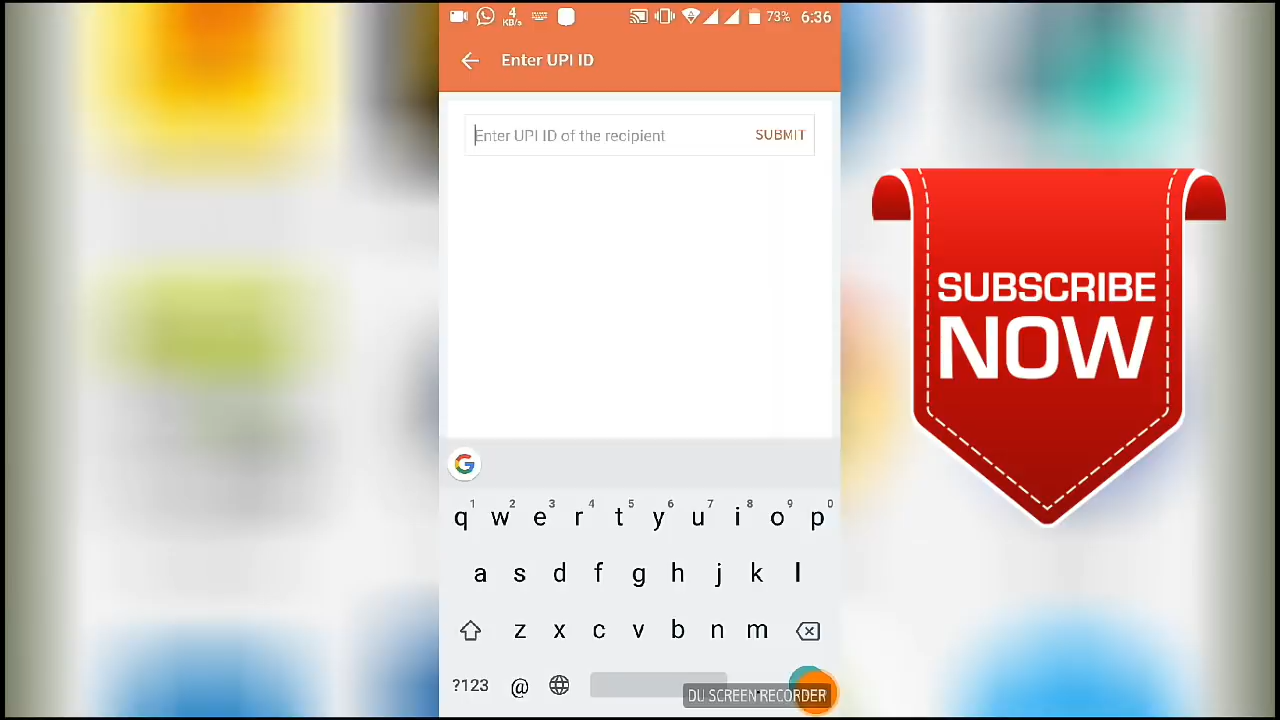 4
KB/s
73%
6:36
Enter UPI ID
Enter UPI ID of the recipient
SUBMIT
SUBSCRIBE
NOW
G
1 2 3 4 5 6 7 8 9 0
q w e r t y u i o p
a s d f g h j k l
z x c v b n m
?123 @ .
DU SCREEN RECORDER